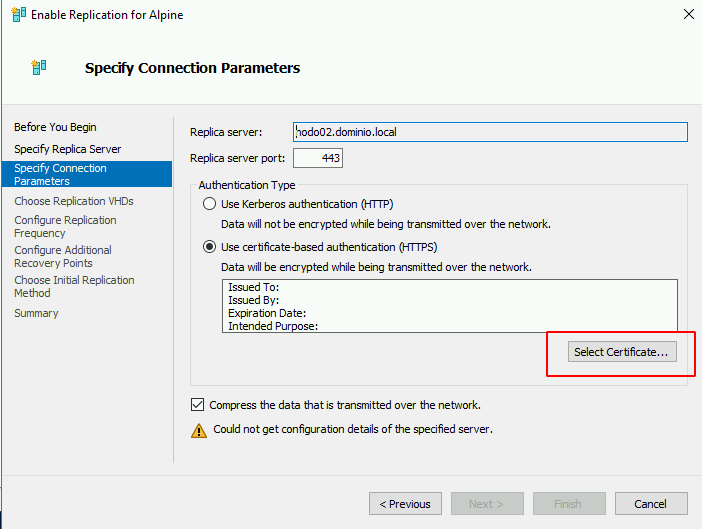 Enable Replication for Alpine
Specify Connection Parameters
Before You Begin
Specify Replica Server
Specify Connection
Parameters
Choose Replication VHDs
Configure Replication
Frequency
Configure Additional
Recovery Points
Choose Initial Replication
Method
Summary
Replica server:
nodo02.dominio.local
Replica server port:
443
Authentication Type
Use Kerberos authentication (HTTP)
Data will not be encrypted while being transmitted over the network.
Use certificate-based authentication (HTTPS)
Data will be encrypted while being transmitted over the network.
Issued To:
Issued By:
Expiration Date:
Intended Purpose:
Select Certificate...
Compress the data that is transmitted over the network.
Could not get configuration details of the specified server.
< Previous
Next >
Finish
Cancel